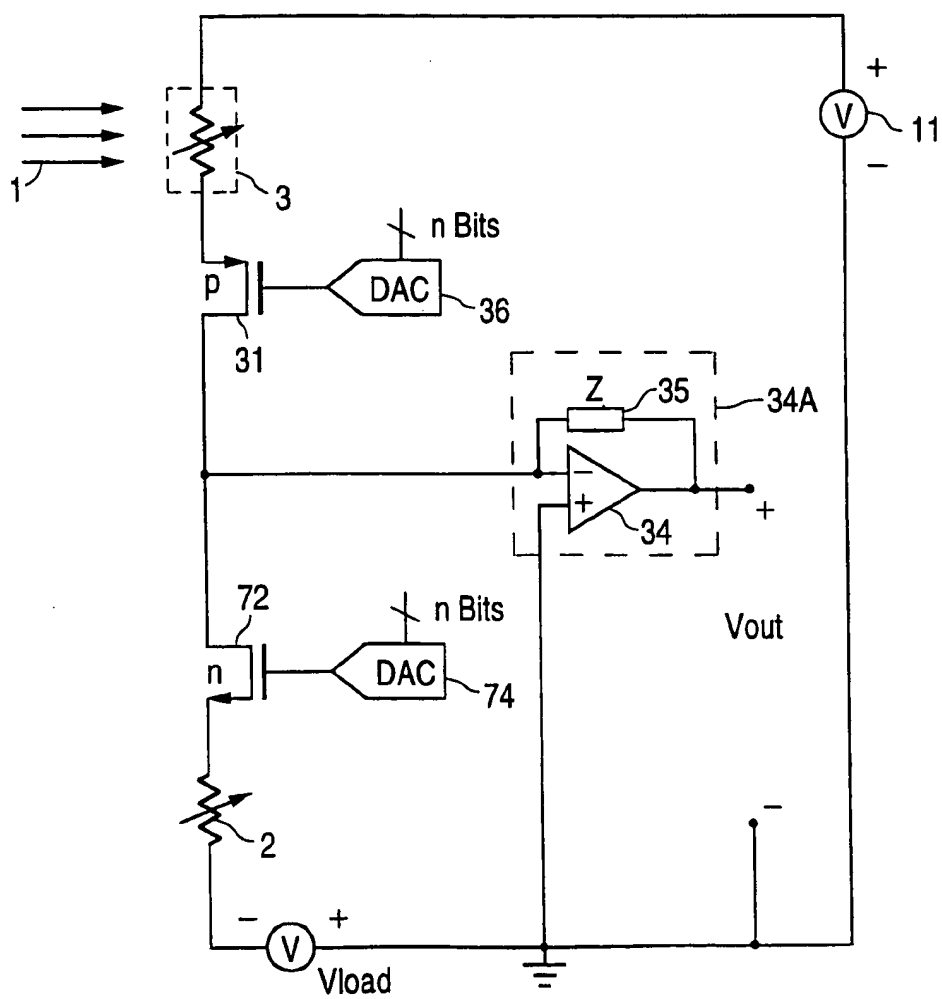 +
V
11
−
1
3
n Bits
p
DAC
36
31
Z
35
34A
−
+
34
+
72
n Bits
Vout
n
DAC
74
−
2
− +
V
Vload